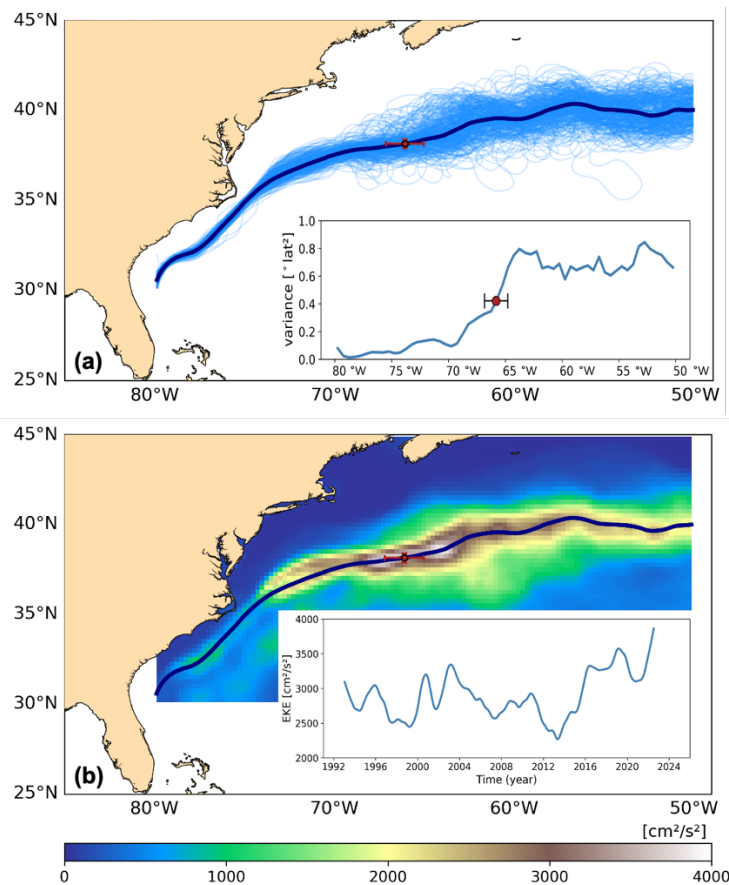 45°N
40°N
35°N
30°N
25°N
(a)
variance [ ° lat²]
1.0
0.8
0.6
0.4
0.2
0.0
80 °W 75 °W 70 °W 65 °W 60 °W 55 °W 50 °W
80°W 70°W 60°W 50°W
45°N
40°N
35°N
30°N
25°N
(b)
EKE [cm²/s²]
4000
3500
3000
2500
2000
1992 1996 2000 2004 2008 2012 2016 2020 2024
Time (year)
80°W 70°W 60°W 50°W
[cm²/s²]
0 1000 2000 3000 4000